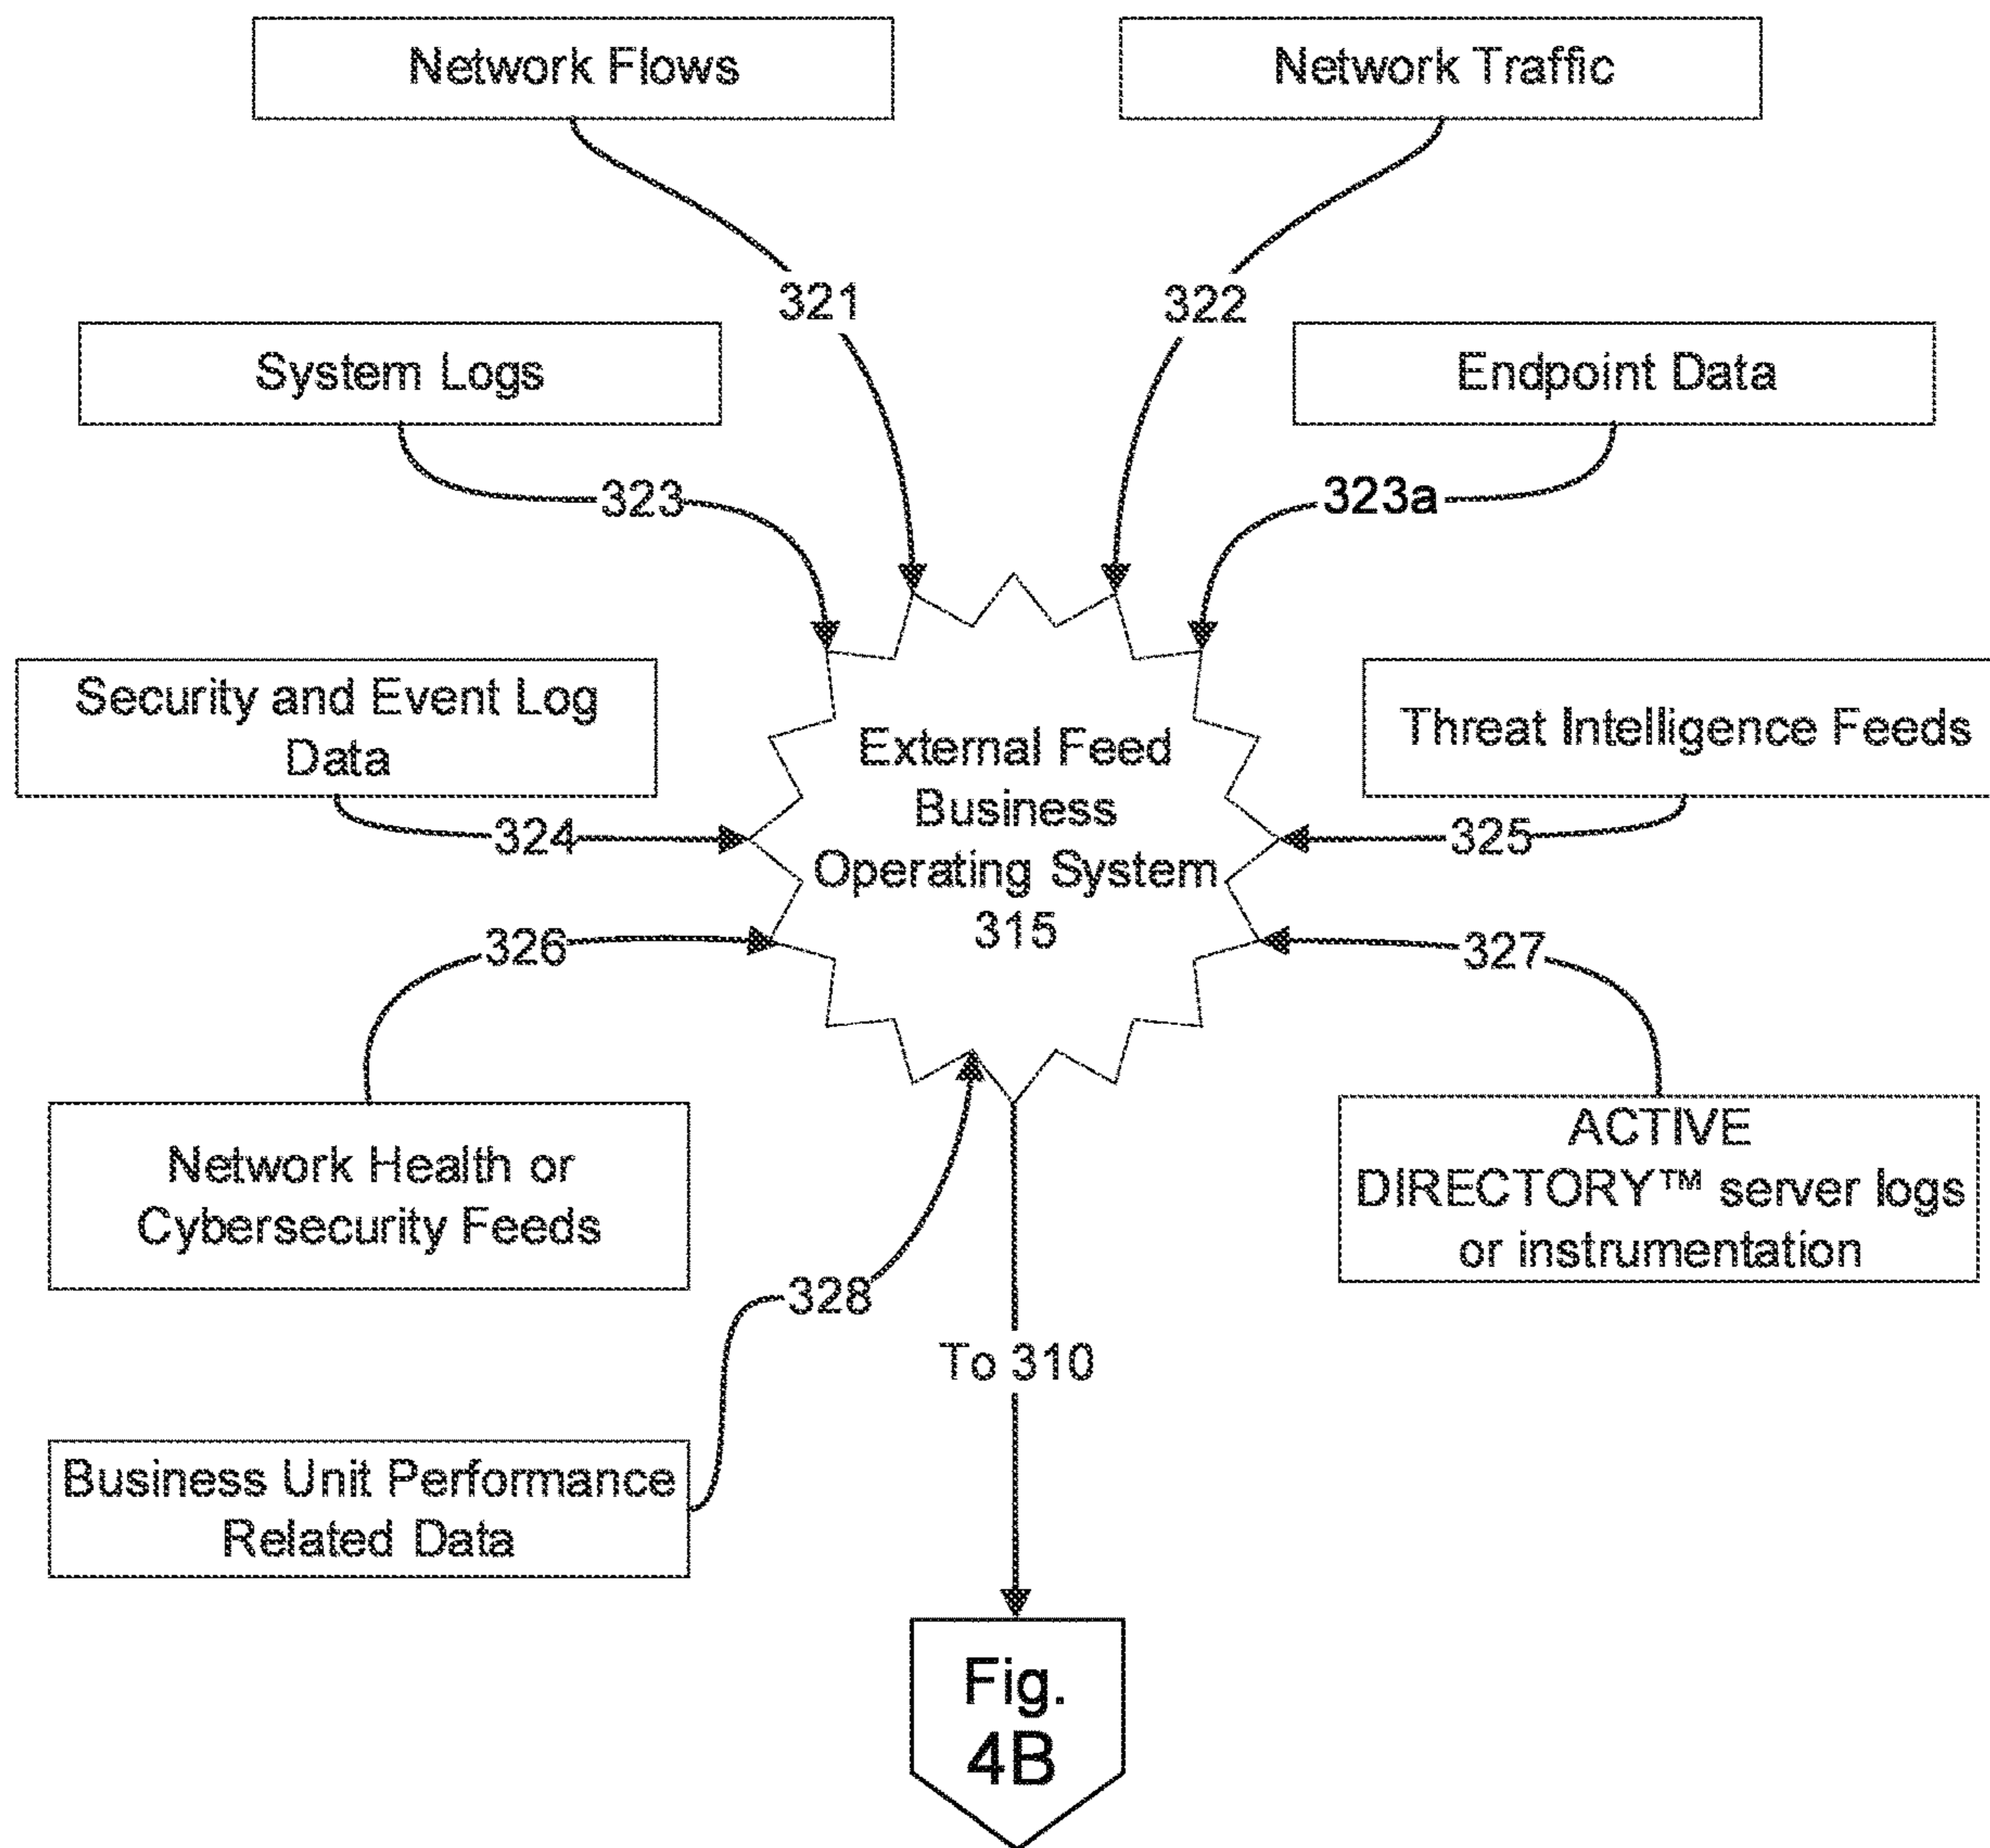 Network Flows
Network Traffic
321
322
System Logs
Endpoint Data
323
323a
Security and Event Log
Data
External Feed
Business
Operating System
315
Threat Intelligence Feeds
324
325
326
327
Network Health or
Cybersecurity Feeds
ACTIVE
DIRECTORY™ server logs
or instrumentation
328
To 310
Business Unit Performance
Related Data
Fig.
4B